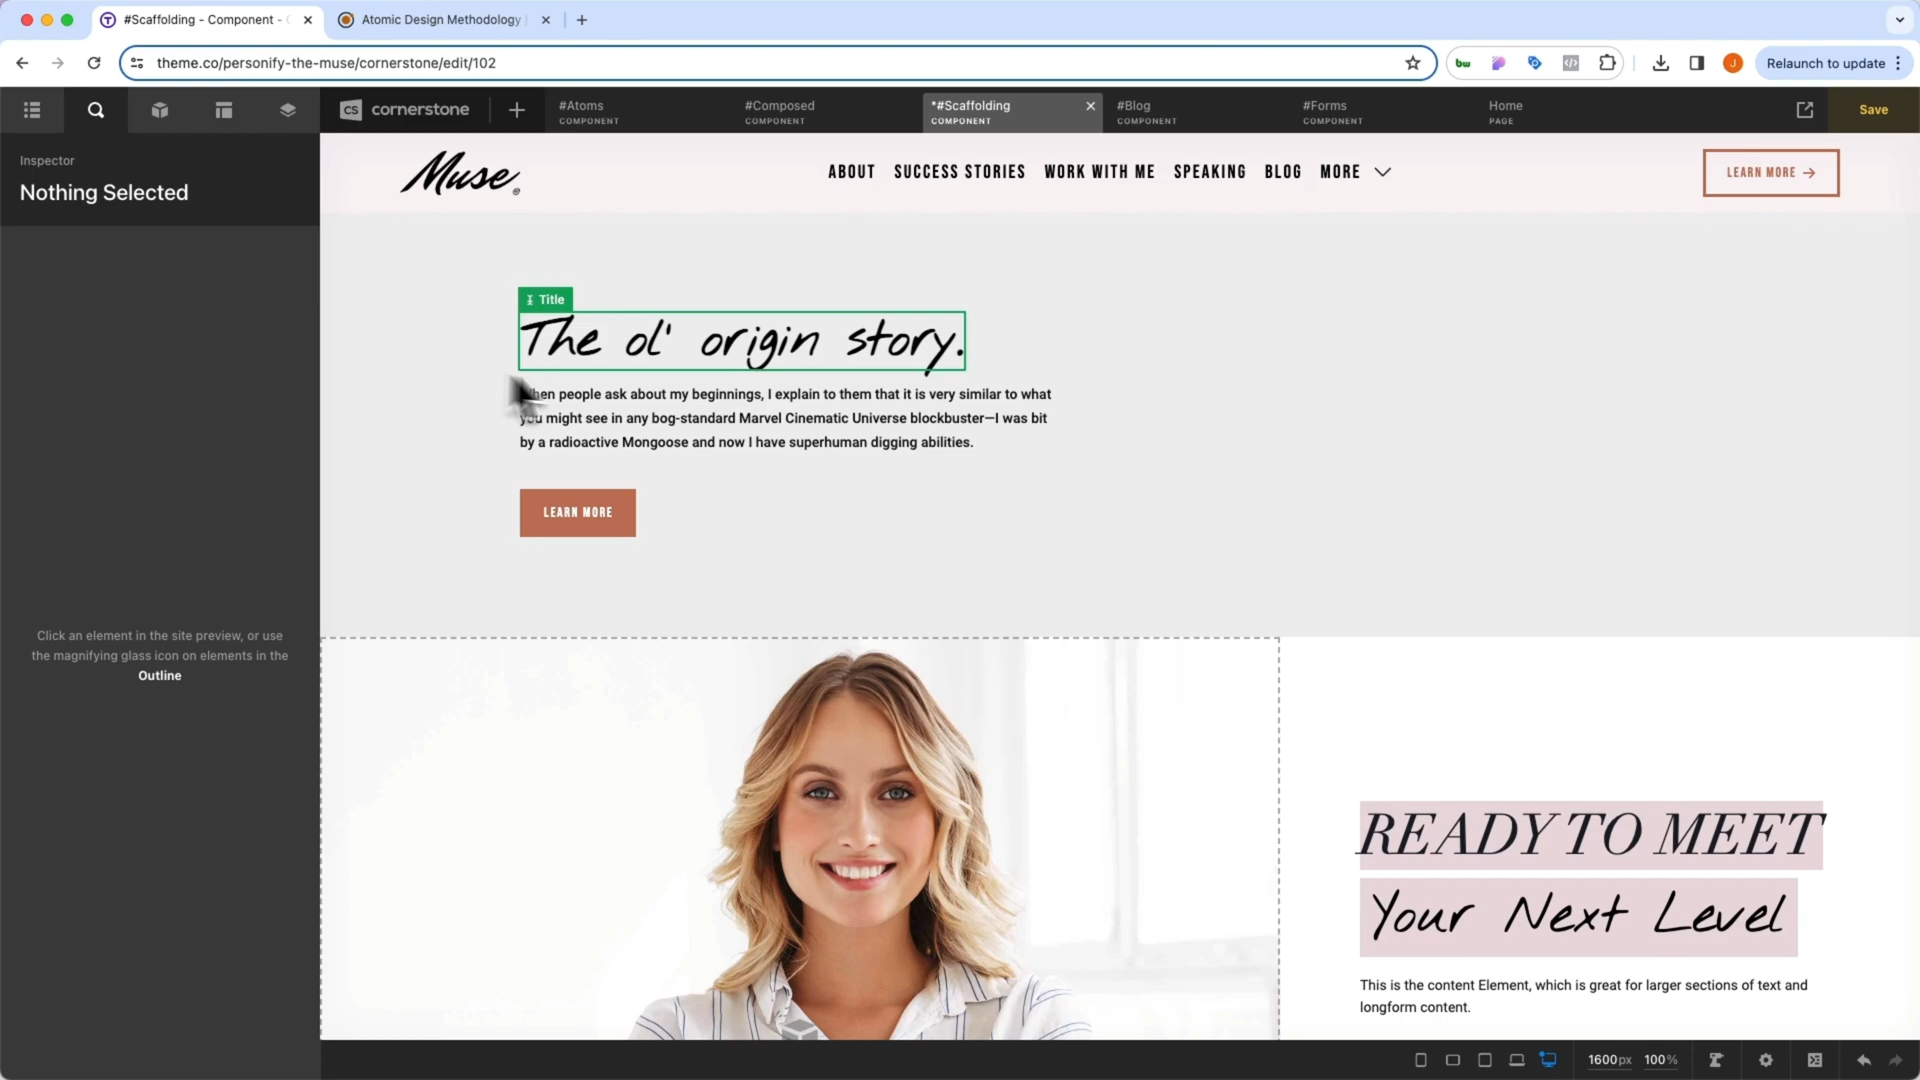 #Scaffolding - Component -
Atomic Design Methodology
theme.co/personify-the-muse/cornerstone/edit/102
bw
J
Relaunch to update
cs cornerstone
#Atoms
COMPONENT
#Composed
COMPONENT
*#Scaffolding
COMPONENT
#Blog
COMPONENT
#Forms
COMPONENT
Home
PAGE
Save
Inspector
Nothing Selected
Click an element in the site preview, or use
the magnifying glass icon on elements in the
Outline
Muse®
ABOUT SUCCESS STORIES WORK WITH ME SPEAKING BLOG MORE
LEARN MORE →
Title
The ol' origin story.
When people ask about my beginnings, I explain to them that it is very similar to what
you might see in any bog-standard Marvel Cinematic Universe blockbuster—I was bit
by a radioactive Mongoose and now I have superhuman digging abilities.
LEARN MORE
READY TO MEET
Your Next Level
This is the content Element, which is great for larger sections of text and
longform content.
1600px 100%